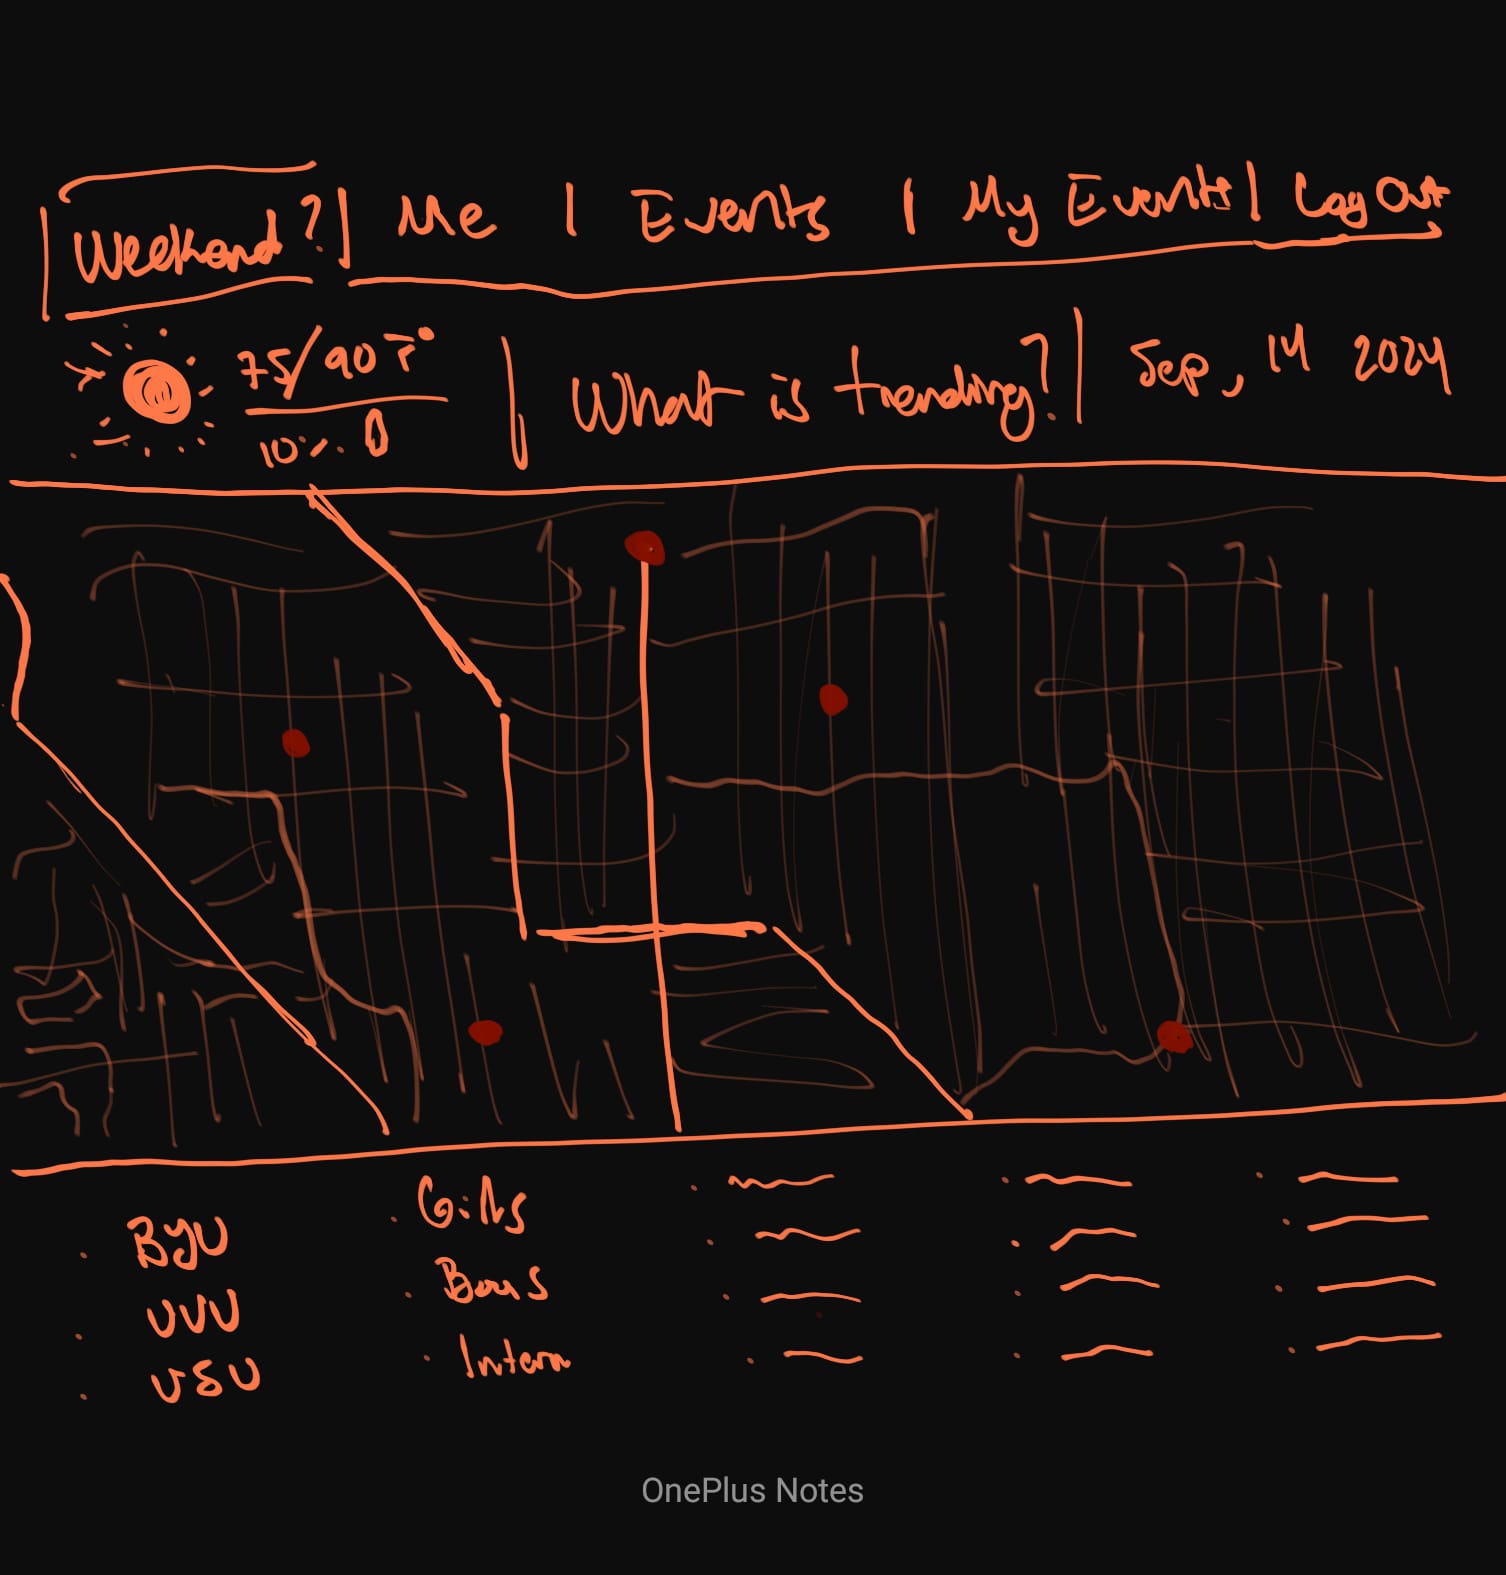 Weekend? | Me | Events | My Events | Log Out
75/90 F°
10%
What is trending? | Sep, 14 2024
. BYU
. UVU
. USU
. Girls
. Boys
. Intern
OnePlus Notes